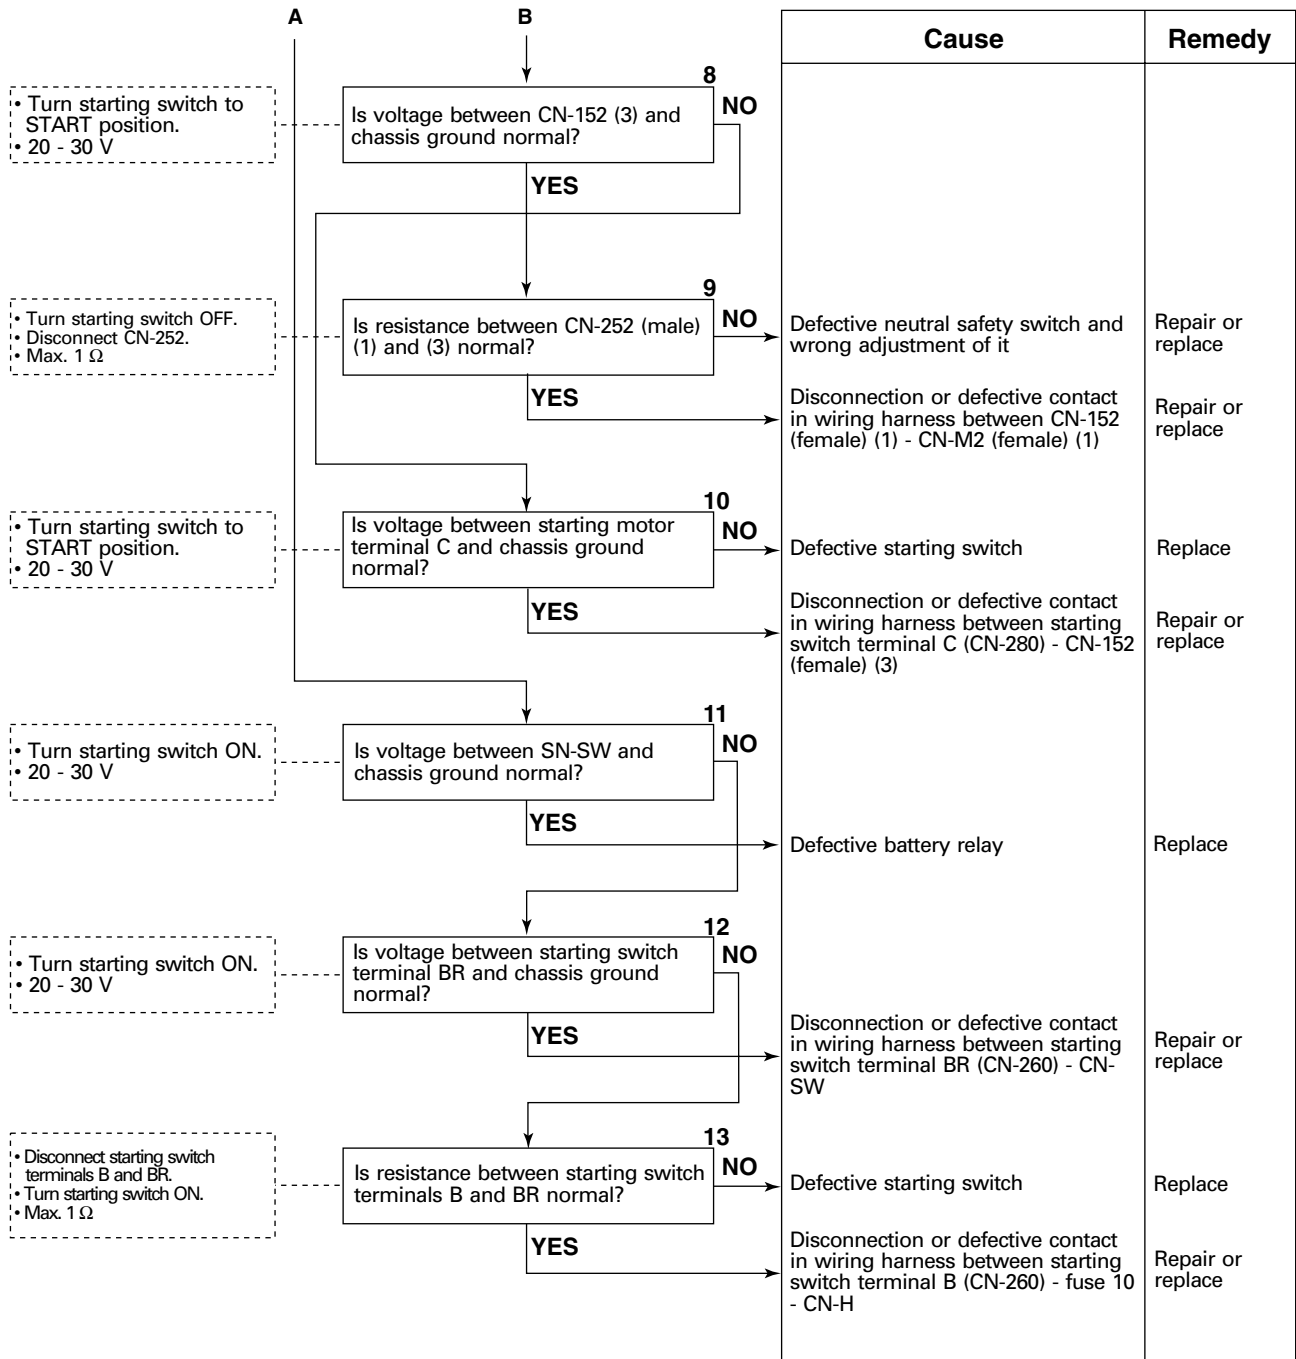 A
B
Cause
Remedy
• Turn starting switch to
START position.
• 20 - 30 V
8
Is voltage between CN-152 (3) and
chassis ground normal?
NO
YES
• Turn starting switch OFF.
• Disconnect CN-252.
• Max. 1 Ω
9
Is resistance between CN-252 (male)
(1) and (3) normal?
NO
Defective neutral safety switch and
wrong adjustment of it
Repair or
replace
YES
Disconnection or defective contact
in wiring harness between CN-152
(female) (1) - CN-M2 (female) (1)
Repair or
replace
• Turn starting switch to
START position.
• 20 - 30 V
10
Is voltage between starting motor
terminal C and chassis ground
normal?
NO
Defective starting switch
Replace
YES
Disconnection or defective contact
in wiring harness between starting
switch terminal C (CN-280) - CN-152
(female) (3)
Repair or
replace
• Turn starting switch ON.
• 20 - 30 V
11
Is voltage between SN-SW and
chassis ground normal?
NO
YES
Defective battery relay
Replace
• Turn starting switch ON.
• 20 - 30 V
12
Is voltage between starting switch
terminal BR and chassis ground
normal?
NO
YES
Disconnection or defective contact
in wiring harness between starting
switch terminal BR (CN-260) - CN-
SW
Repair or
replace
• Disconnect starting switch
terminals B and BR.
• Turn starting switch ON.
• Max. 1 Ω
13
Is resistance between starting switch
terminals B and BR normal?
NO
Defective starting switch
Replace
YES
Disconnection or defective contact
in wiring harness between starting
switch terminal B (CN-260) - fuse 10
- CN-H
Repair or
replace